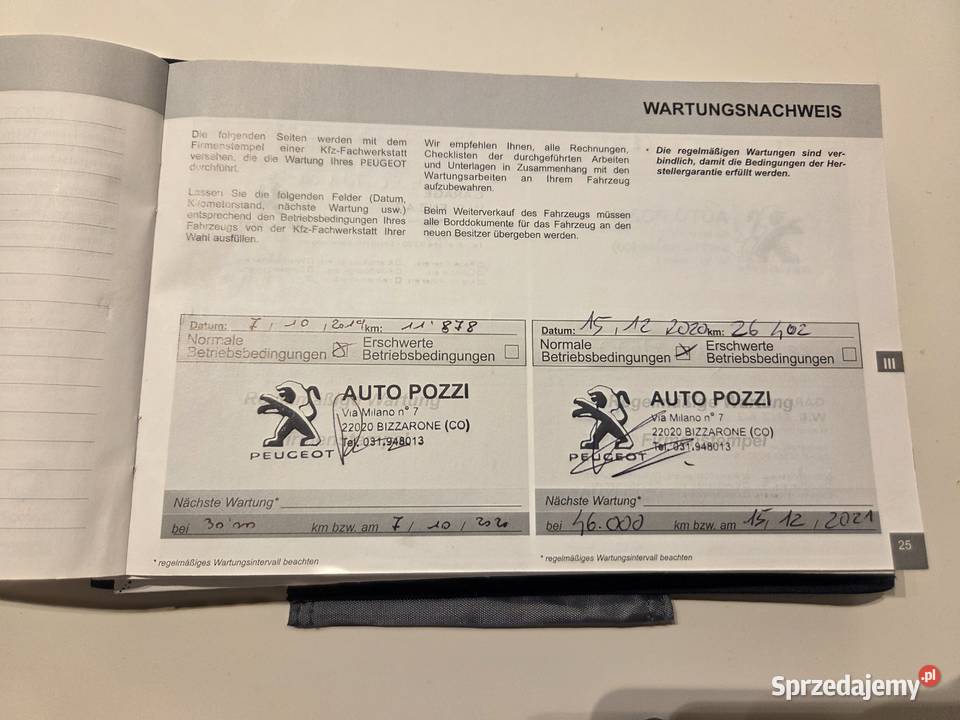 WARTUNGSNACHWEIS
Die folgenden Seiten werden mit dem
Firmenstempel einer Kfz-Fachwerkstatt
versehen, die die Wartung Ihres PEUGEOT
durchführt.
Lassen Sie die folgenden Felder (Datum,
Kilometerstand, nächste Wartung usw.)
entsprechend den Betriebsbedingungen Ihres
Fahrzeugs von der Kfz-Fachwerkstatt Ihrer
Wahl ausfüllen.
Wir empfehlen Ihnen, alle Rechnungen,
Checklisten der durchgeführten Arbeiten
und Unterlagen in Zusammenhang mit den
Wartungsarbeiten an Ihrem Fahrzeug
aufzubewahren.
Beim Weiterverkauf des Fahrzeugs müssen
alle Borddokumente für das Fahrzeug an den
neuen Besitzer übergeben werden.
* Die regelmäßigen Wartungen sind ver-
bindlich, damit die Bedingungen der Her-
stellergarantie erfüllt werden.
Datum: 7, 10, 2019 km: 11'878
Normale
Betriebsbedingungen
Erschwerte
Betriebsbedingungen
AUTO POZZI
Via Milano n° 7
22020 BIZZARONE (CO)
Tel. 031.948013
PEUGEOT
Nächste Wartung*
bei km bzw. am 7, 10, 2020
* regelmäßiges Wartungsintervall beachten
Datum: 15, 12 2020 km: 26 402
Normale
Betriebsbedingungen
Erschwerte
Betriebsbedingungen
AUTO POZZI
Via Milano n° 7
22020 BIZZARONE (CO)
Tel. 031.948013
PEUGEOT
Nächste Wartung*
bei 46.000 km bzw. am 15, 12, 2021
* regelmäßiges Wartungsintervall beachten
III
25
Sprzedajemy.pl